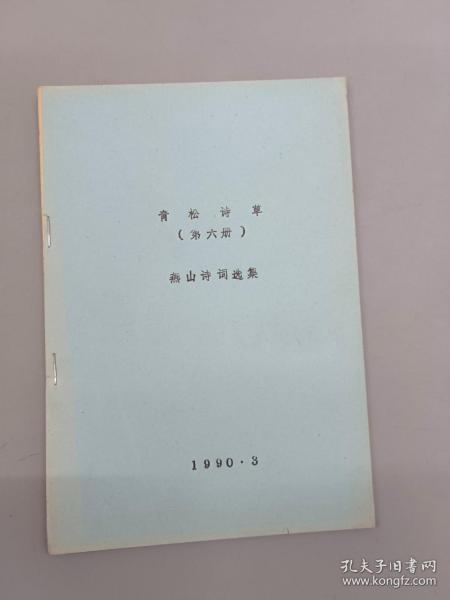 青松诗草
(第六册)
燕山诗词选集
1990·3
孔夫子旧书网
www.kongfz.com